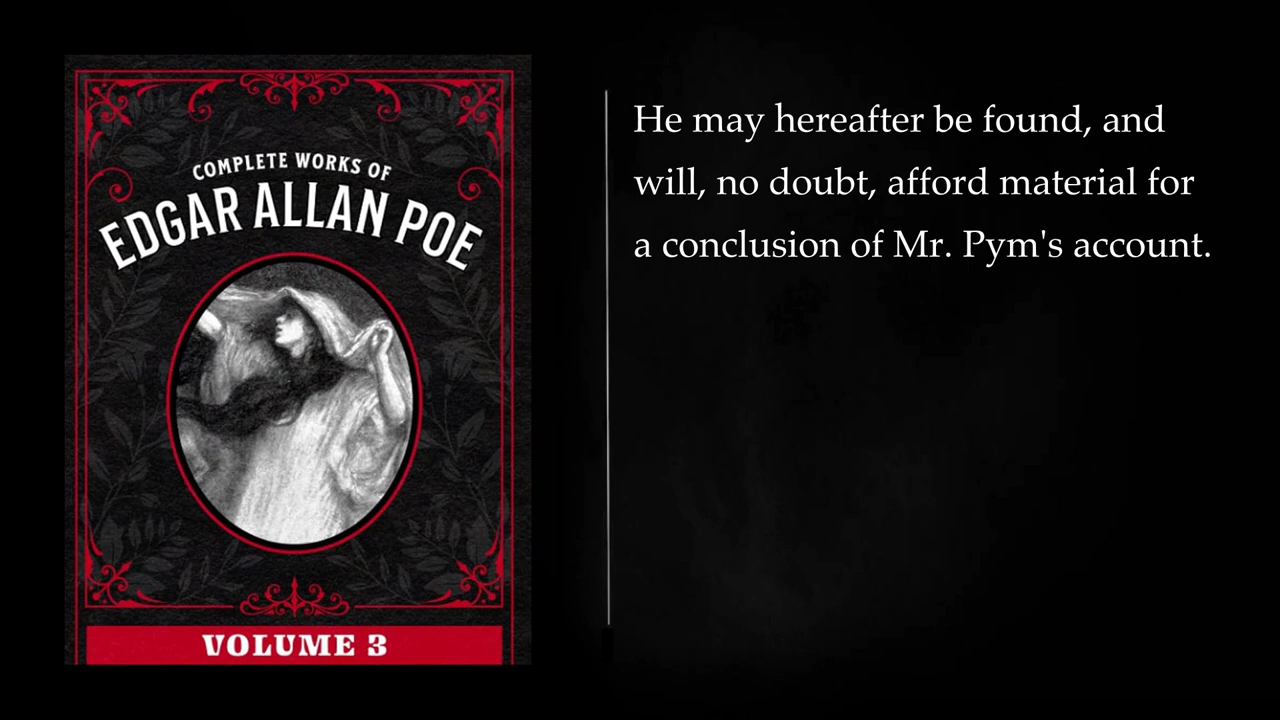 COMPLETE WORKS OF
EDGAR ALLAN POE
VOLUME 3
He may hereafter be found, and
will, no doubt, afford material for
a conclusion of Mr. Pym's account.